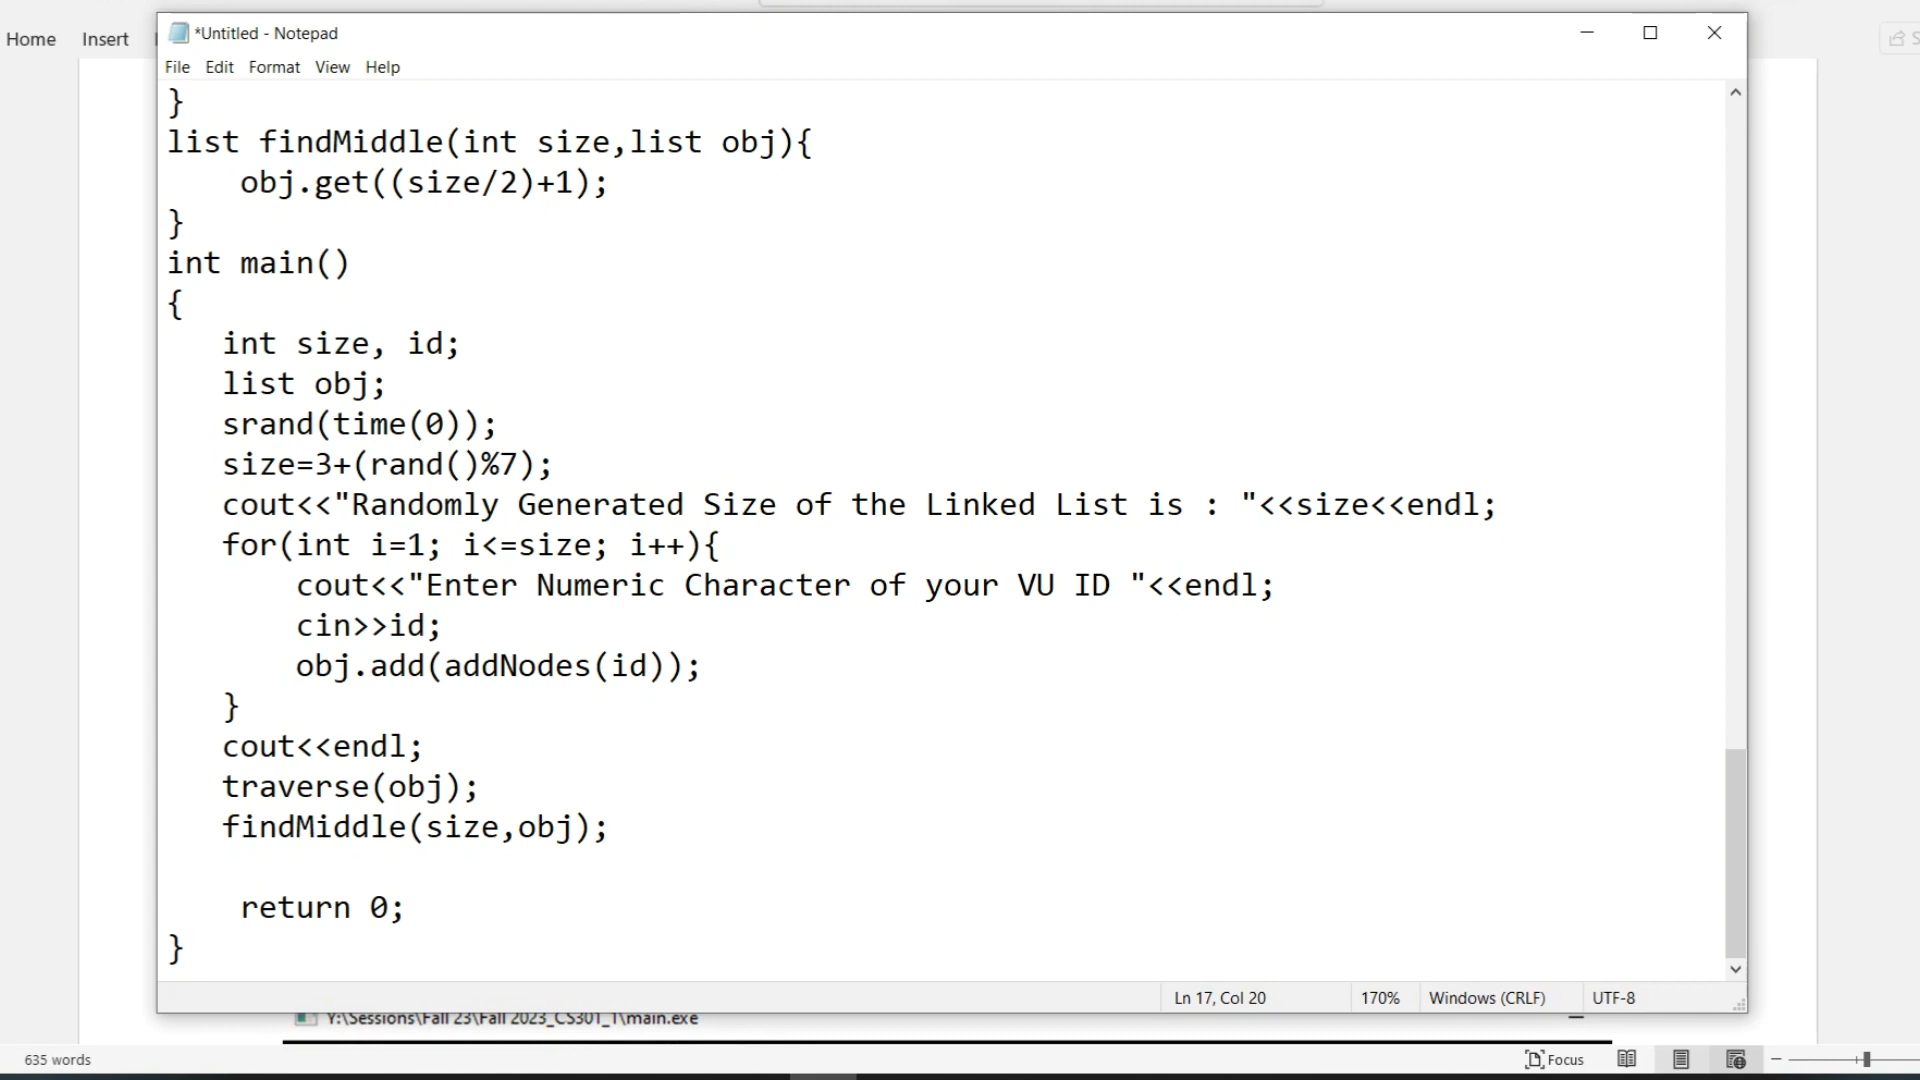 Home Insert
*Untitled - Notepad
File Edit Format View Help
}
list findMiddle(int size,list obj){
    obj.get((size/2)+1);
}
int main()
{
   int size, id;
   list obj;
   srand(time(0));
   size=3+(rand()%7);
   cout<<"Randomly Generated Size of the Linked List is : "<<size<<endl;
   for(int i=1; i<=size; i++){
       cout<<"Enter Numeric Character of your VU ID "<<endl;
       cin>>id;
       obj.add(addNodes(id));
   }
   cout<<endl;
   traverse(obj);
   findMiddle(size,obj);
    return 0;
}
Ln 17, Col 20 170% Windows (CRLF) UTF-8
Y:\Sessions\Fall 23\Fall 2023_CS301_1\main.exe
635 words Focus